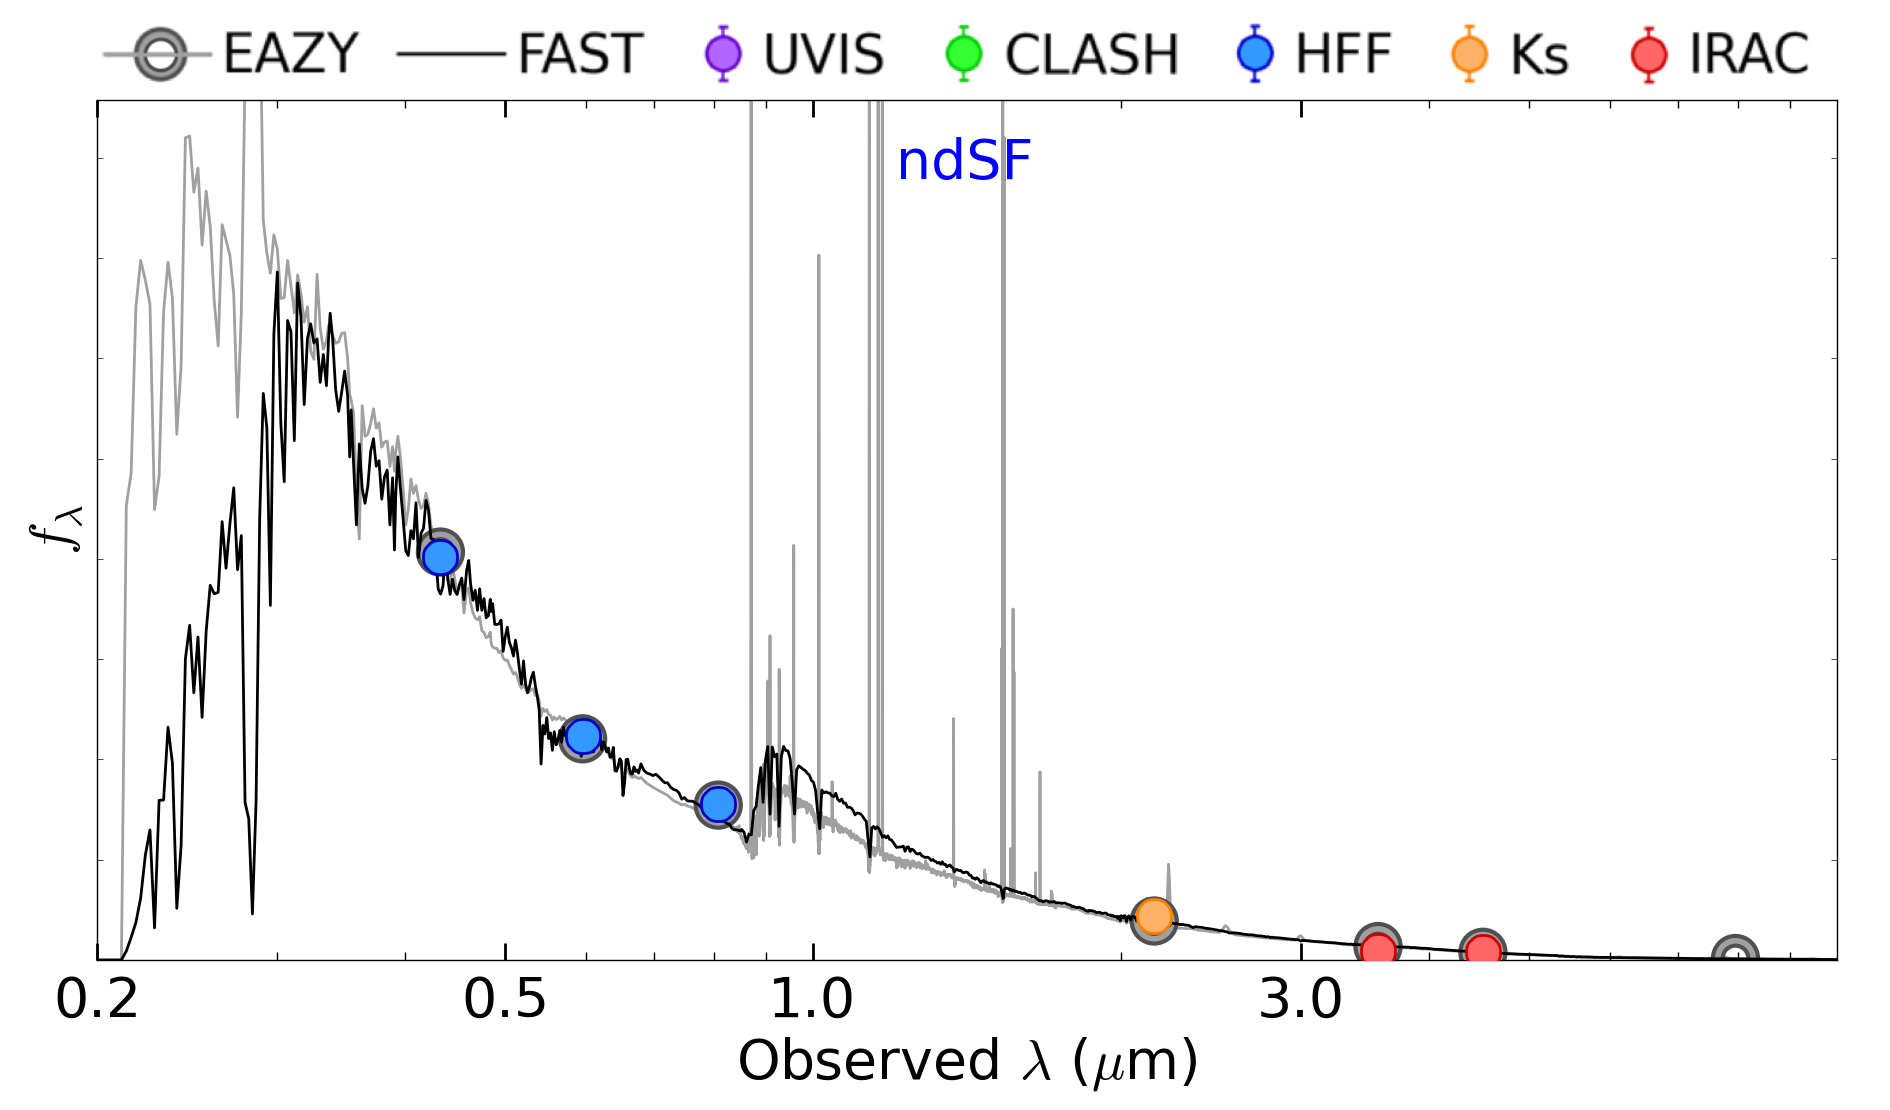 EAZY FAST UVIS CLASH HFF Ks IRAC
ndSF
f_λ
0.2 0.5 1.0 3.0
Observed λ (μm)